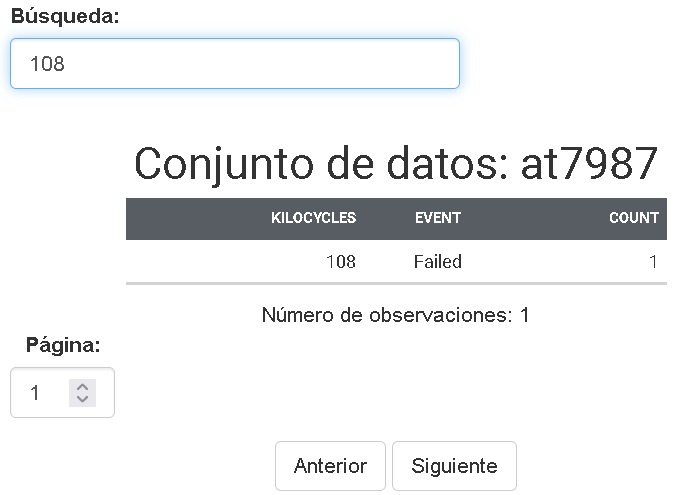 Búsqueda:
108
Conjunto de datos: at7987
KILOCYCLES EVENT COUNT
108 Failed 1
Número de observaciones: 1
Página:
1
Anterior Siguiente